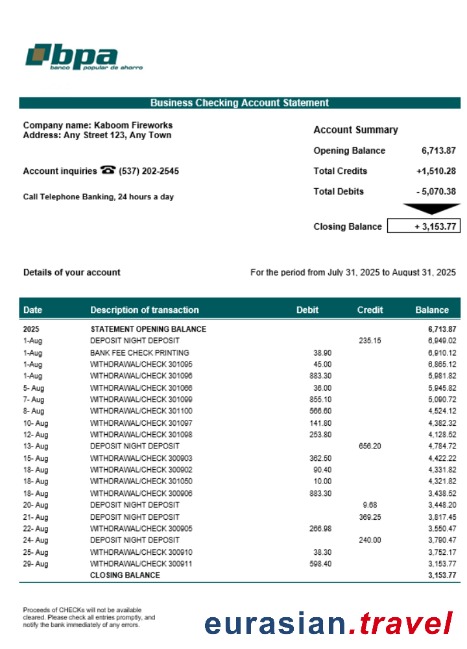 bpa
banco popular de ahorro
Business Checking Account Statement
Company name: Kaboom Fireworks
Address: Any Street 123, Any Town
Account inquiries ☎ (537) 202-2545
Call Telephone Banking, 24 hours a day
Account Summary
Opening Balance 6,713.87
Total Credits +1,510.28
Total Debits - 5,070.38
Closing Balance + 3,153.77
Details of your account For the period from July 31, 2025 to August 31, 2025
Date Description of transaction Debit Credit Balance
2025 STATEMENT OPENING BALANCE 6,713.87
1-Aug DEPOSIT NIGHT DEPOSIT 235.15 6,949.02
1-Aug BANK FEE CHECK PRINTING 38.90 6,910.12
1-Aug WITHDRAWAL/CHECK 301095 45.00 6,865.12
1-Aug WITHDRAWAL/CHECK 301096 883.30 5,981.82
5- Aug WITHDRAWAL/CHECK 301066 36.00 5,945.82
7- Aug WITHDRAWAL/CHECK 301099 855.10 5,090.72
8- Aug WITHDRAWAL/CHECK 301100 566.60 4,524.12
10- Aug WITHDRAWAL/CHECK 301097 141.80 4,382.32
12- Aug WITHDRAWAL/CHECK 301098 253.80 4,128.52
13- Aug DEPOSIT NIGHT DEPOSIT 656.20 4,784.72
15- Aug WITHDRAWAL/CHECK 300903 362.50 4,422.22
18- Aug WITHDRAWAL/CHECK 300902 90.40 4,331.82
18- Aug WITHDRAWAL/CHECK 301050 10.00 4,321.82
18- Aug WITHDRAWAL/CHECK 300906 883.30 3,438.52
20- Aug DEPOSIT NIGHT DEPOSIT 9.68 3,448.20
21- Aug DEPOSIT NIGHT DEPOSIT 369.25 3,817.45
22- Aug WITHDRAWAL/CHECK 300905 266.98 3,550.47
24- Aug DEPOSIT NIGHT DEPOSIT 240.00 3,790.47
25- Aug WITHDRAWAL/CHECK 300910 38.30 3,752.17
29- Aug WITHDRAWAL/CHECK 300911 598.40 3,153.77
CLOSING BALANCE 3,153.77
Proceeds of CHECKs will not be available
cleared. Please check all entries promptly, and
notify the bank immediately of any errors.
eurasian.travel